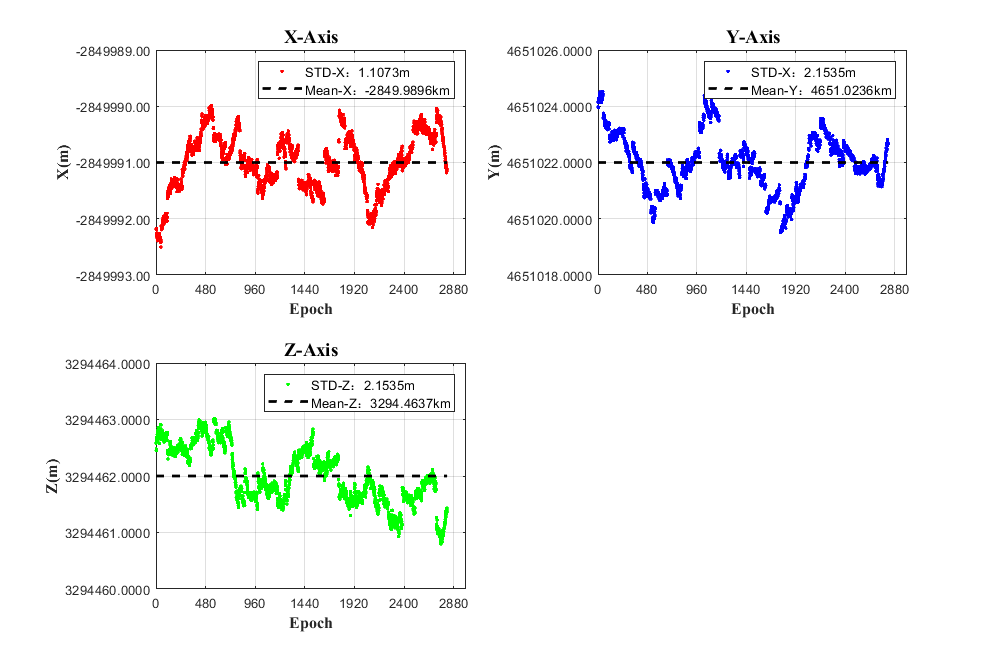 X-Axis
-2849989.00
-2849990.00
-2849991.00
-2849992.00
-2849993.00
X(m)
STD-X：1.1073m
Mean-X：-2849.9896km
0 480 960 1440 1920 2400 2880
Epoch
Y-Axis
4651026.0000
4651024.0000
4651022.0000
4651020.0000
4651018.0000
Y(m)
STD-X：2.1535m
Mean-Y：4651.0236km
0 480 960 1440 1920 2400 2880
Epoch
Z-Axis
3294464.0000
3294463.0000
3294462.0000
3294461.0000
3294460.0000
Z(m)
STD-Z：2.1535m
Mean-Z：3294.4637km
0 480 960 1440 1920 2400 2880
Epoch